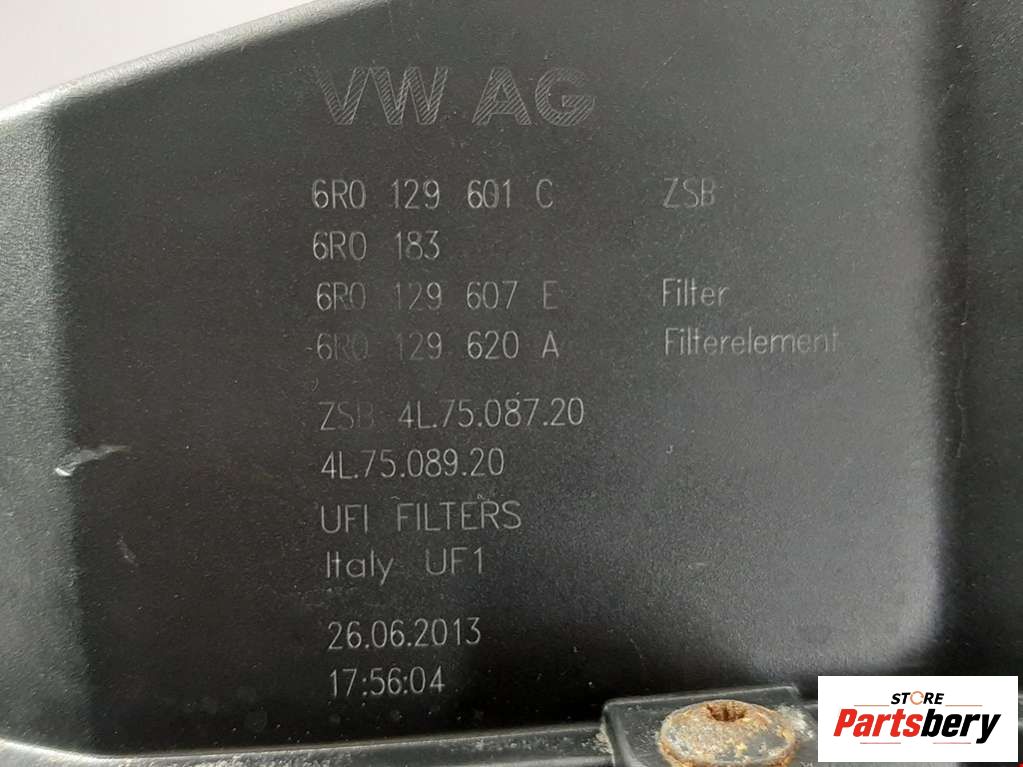 VW AG
6R0 129 601 C ZSB
6R0 183
6R0 129 607 E Filter
6R0 129 620 A Filterelement
ZSB 4L.75.087.20
4L.75.089.20
UFI FILTERS
Italy UF1
26.06.2013
17:56:04
STORE
Partsbery